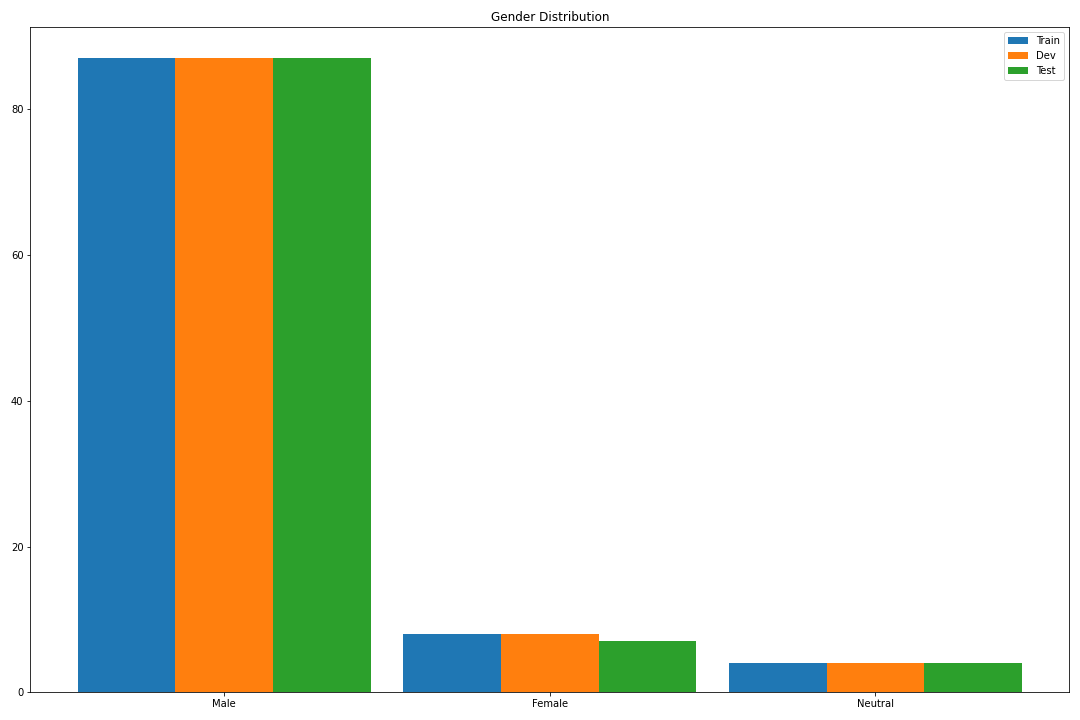 Gender Distribution
Train
Dev
Test
80
60
40
20
0
Male Female Neutral